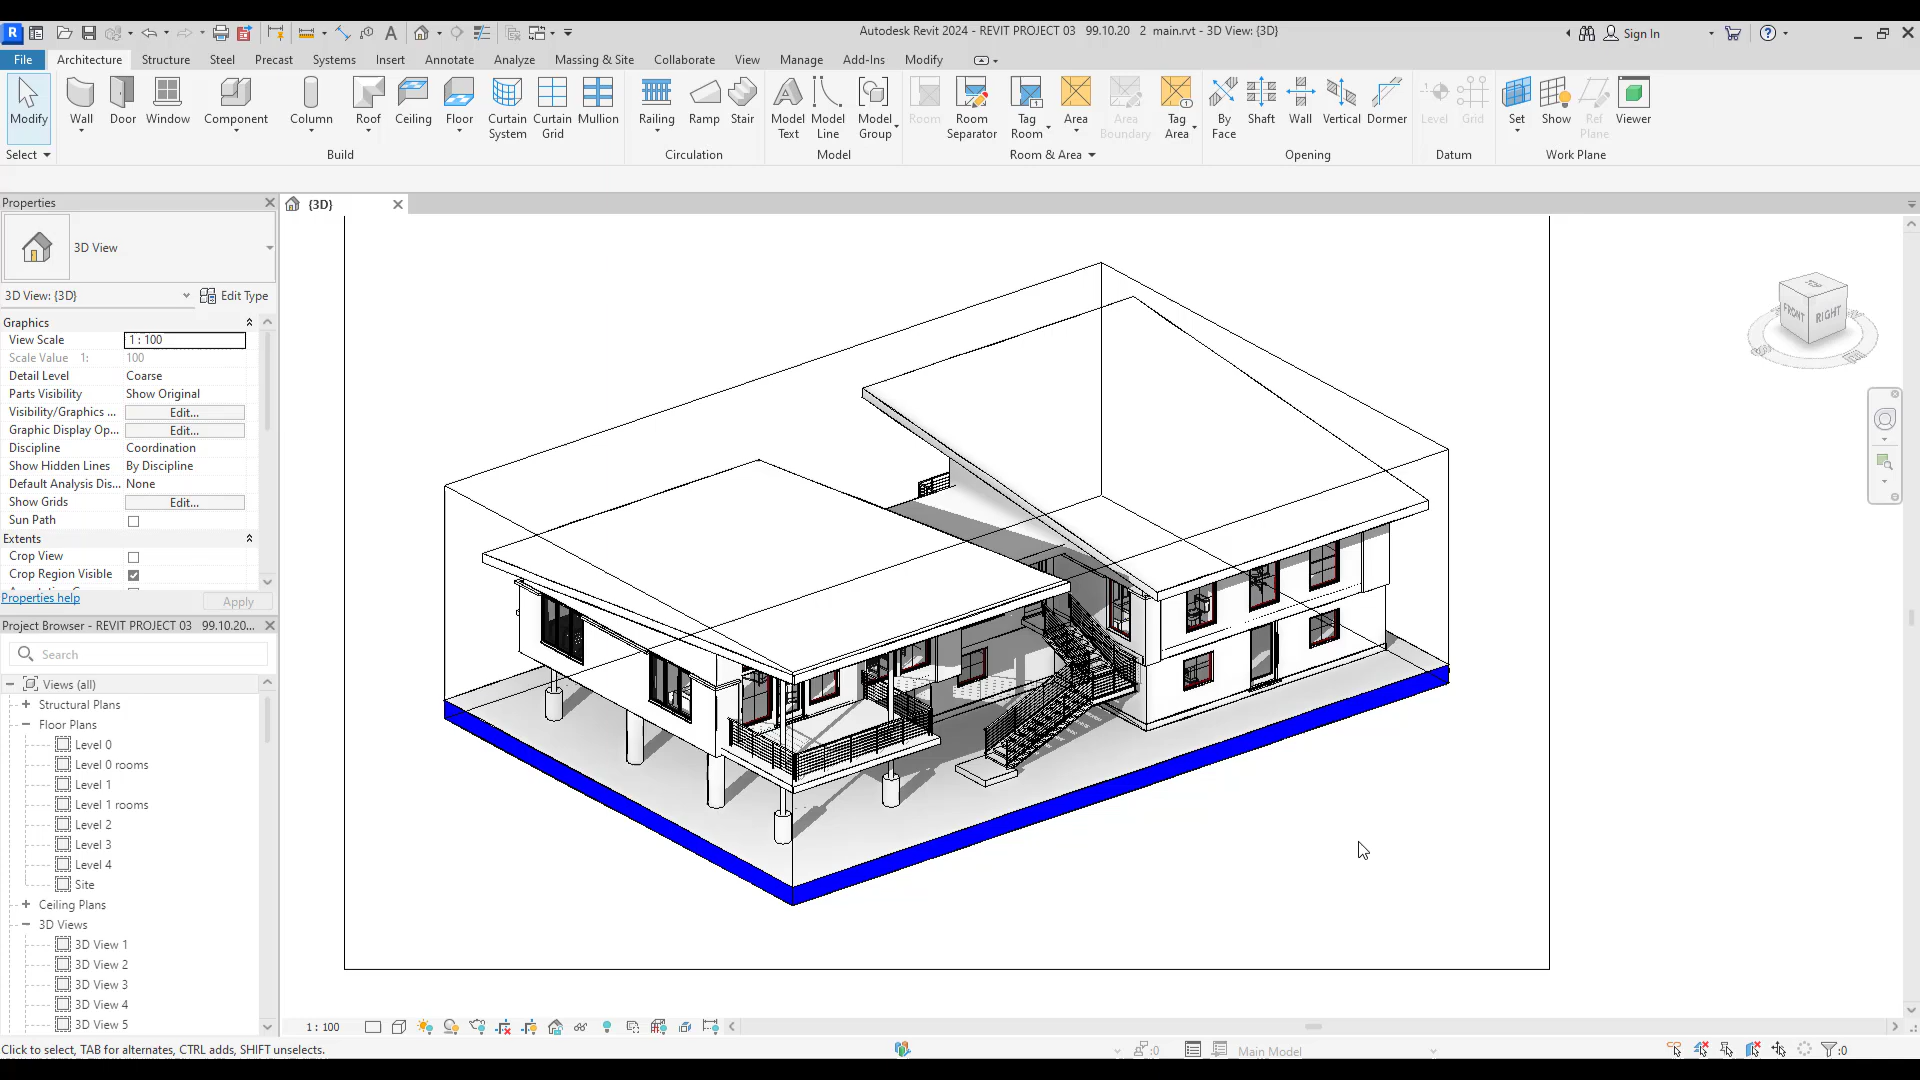 Autodesk Revit 2024 - REVIT PROJECT 03   99.10.20   2  main.rvt - 3D View: {3D}
Sign In
File Architecture Structure Steel Precast Systems Insert Annotate Analyze Massing & Site Collaborate View Manage Add-Ins Modify
Modify Wall Door Window Component Column Roof Ceiling Floor Curtain System Curtain Grid Mullion Railing Ramp Stair Model Text Model Line Model Group Room Room Separator Tag Room Area Area Boundary Tag Area By Face Shaft Wall Vertical Dormer Level Grid Set Show Ref Plane Viewer
Select Build Circulation Model Room & Area Opening Datum Work Plane
Properties
{3D}
3D View
3D View: {3D} Edit Type
Graphics
View Scale 1 : 100
Scale Value 1: 100
Detail Level Coarse
Parts Visibility Show Original
Visibility/Graphics ... Edit...
Graphic Display Op... Edit...
Discipline Coordination
Show Hidden Lines By Discipline
Default Analysis Dis... None
Show Grids Edit...
Sun Path
Extents
Crop View
Crop Region Visible
Properties help Apply
Project Browser - REVIT PROJECT 03   99.10.20...
Search
Views (all)
Structural Plans
Floor Plans
Level 0
Level 0 rooms
Level 1
Level 1 rooms
Level 2
Level 3
Level 4
Site
Ceiling Plans
3D Views
3D View 1
3D View 2
3D View 3
3D View 4
3D View 5
TOP
FRONT RIGHT
1 : 100
Click to select, TAB for alternates, CTRL adds, SHIFT unselects.
:0
Main Model
:0